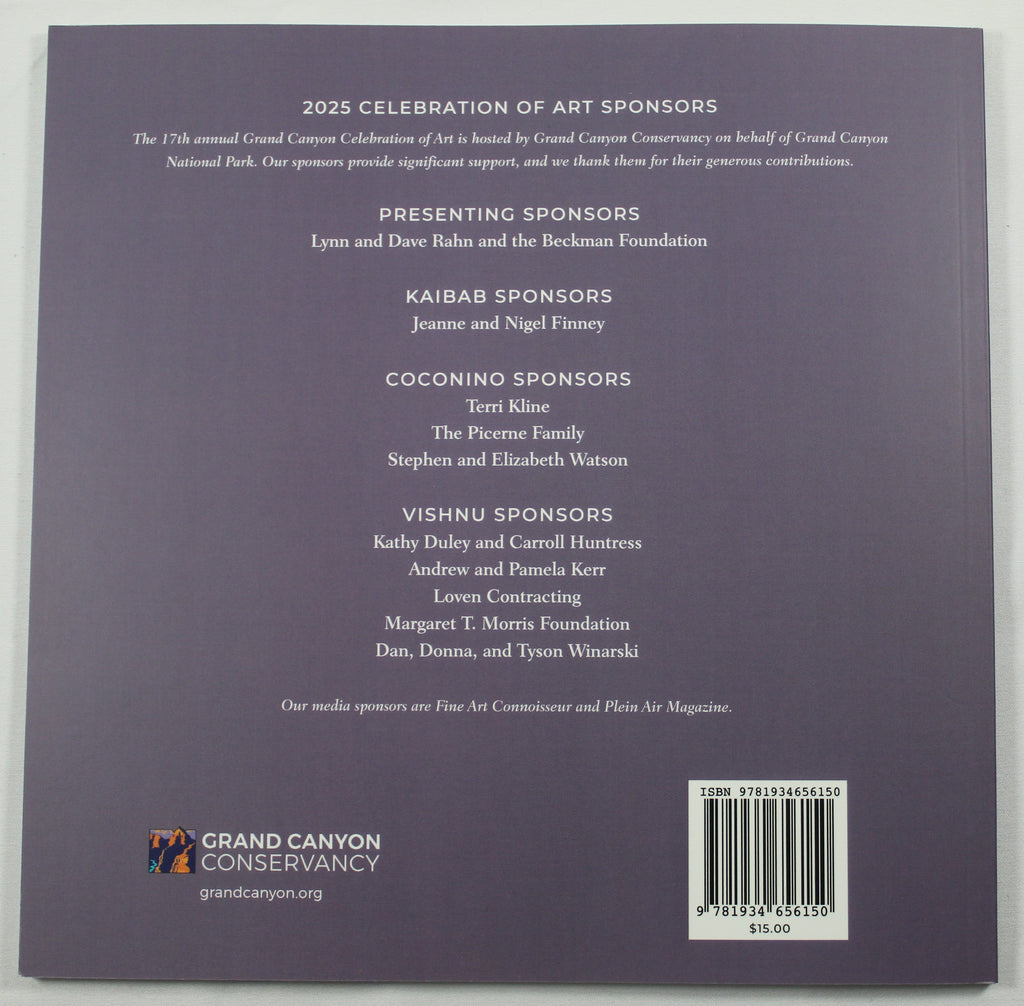 2025 CELEBRATION OF ART SPONSORS
The 17th annual Grand Canyon Celebration of Art is hosted by Grand Canyon Conservancy on behalf of Grand Canyon
National Park. Our sponsors provide significant support, and we thank them for their generous contributions.
PRESENTING SPONSORS
Lynn and Dave Rahn and the Beckman Foundation
KAIBAB SPONSORS
Jeanne and Nigel Finney
COCONINO SPONSORS
Terri Kline
The Picerne Family
Stephen and Elizabeth Watson
VISHNU SPONSORS
Kathy Duley and Carroll Huntress
Andrew and Pamela Kerr
Loven Contracting
Margaret T. Morris Foundation
Dan, Donna, and Tyson Winarski
Our media sponsors are Fine Art Connoisseur and Plein Air Magazine.
GRAND CANYON
CONSERVANCY
grandcanyon.org
ISBN 9781934656150
9 781934 656150
$15.00